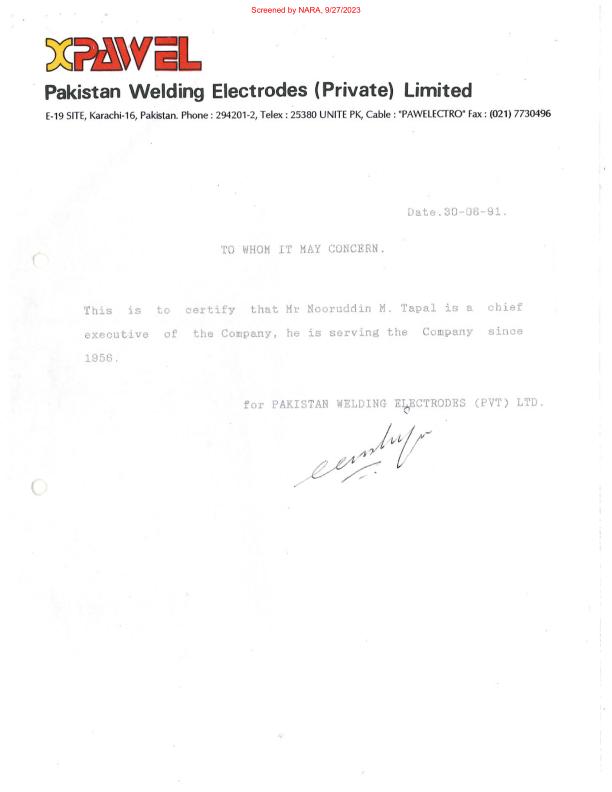 Screened by NARA, 9/27/2023
PAWEL
Pakistan Welding Electrodes (Private) Limited
E-19 SITE, Karachi-16, Pakistan. Phone : 294201-2, Telex : 25380 UNITE PK, Cable : "PAWELECTRO" Fax : (021) 7730496
Date.30-06-91.
TO WHOM IT MAY CONCERN.
This is to certify that Mr Nooruddin M. Tapal is a chief
executive of the Company, he is serving the Company since
1956.
for PAKISTAN WELDING ELECTRODES (PVT) LTD.